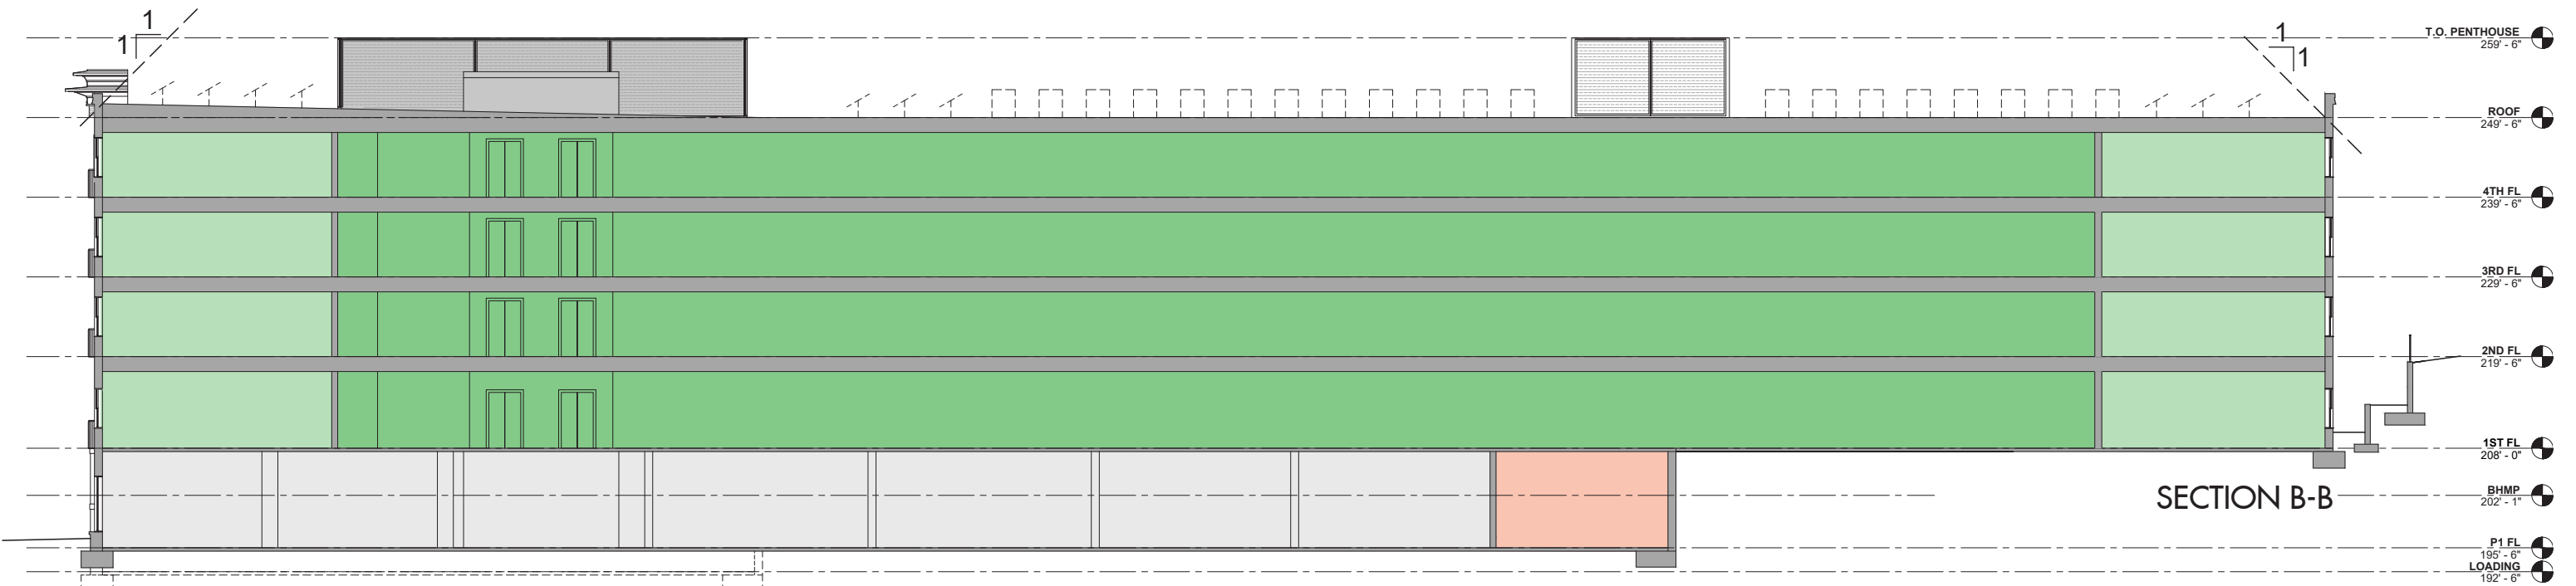 1
1
1
1
T.O. PENTHOUSE
259' - 6"
ROOF
249' - 6"
4TH FL
239' - 6"
3RD FL
229' - 6"
2ND FL
219' - 6"
1ST FL
208' - 0"
SECTION B-B
BHMP
202' - 1"
P1 FL
195' - 6"
LOADING
192' - 6"